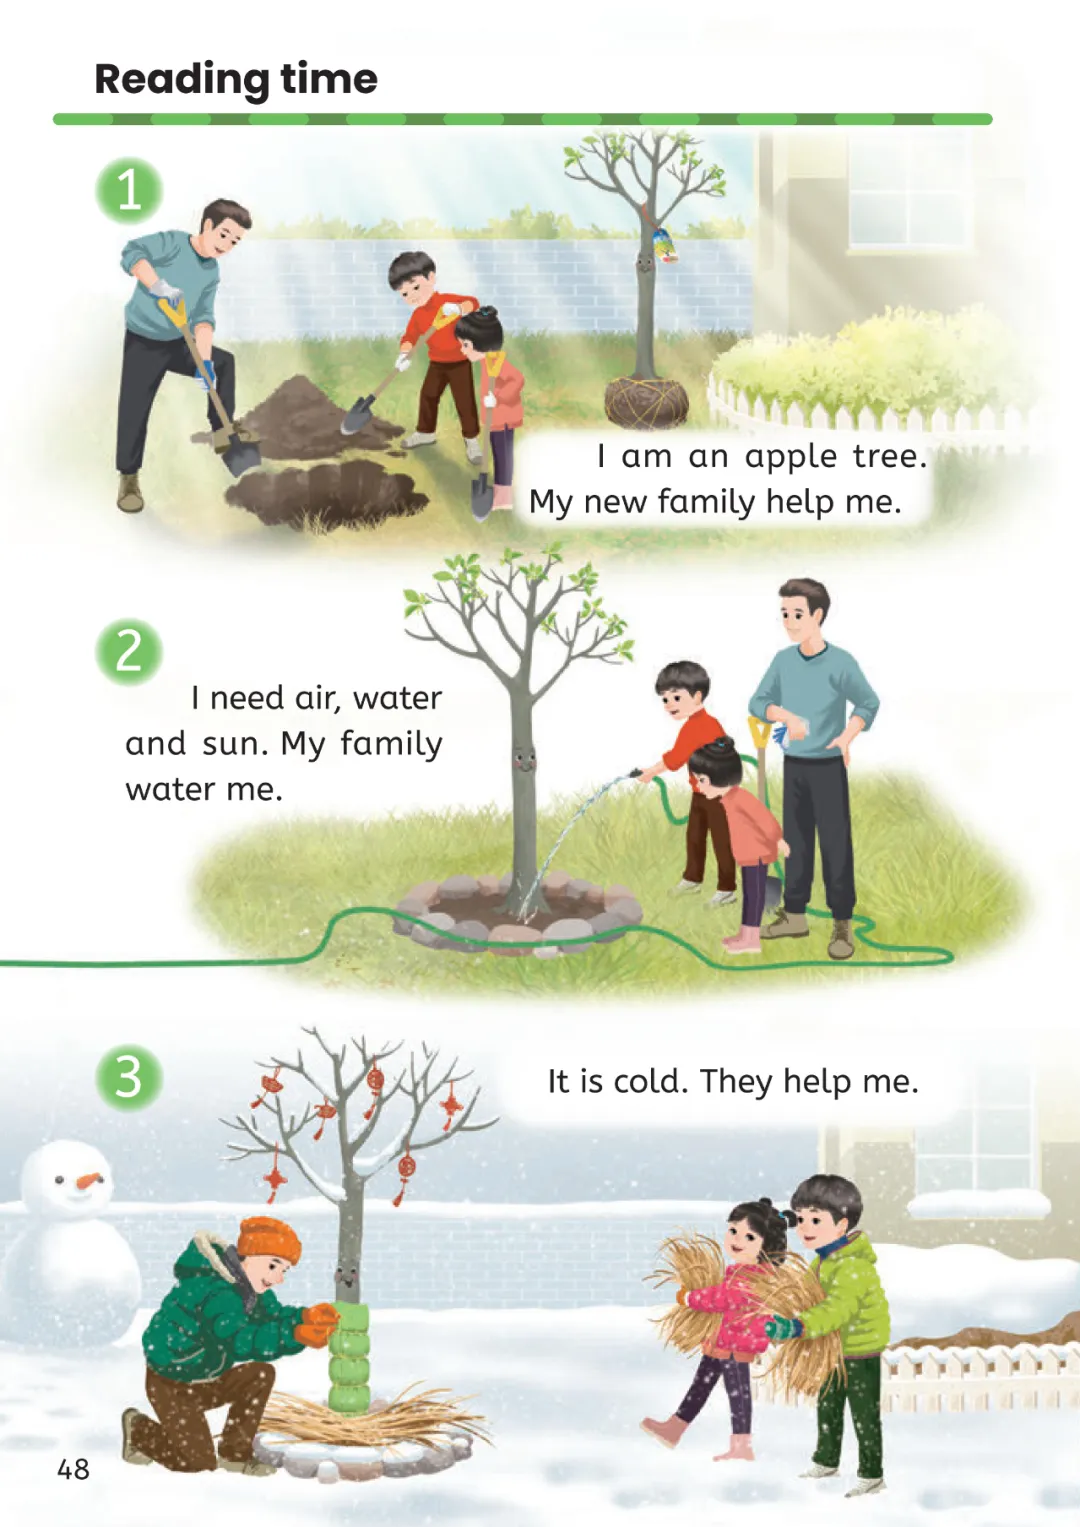 Reading time
1
I am an apple tree.
My new family help me.
2
I need air, water
and sun. My family
water me.
3
It is cold. They help me.
48